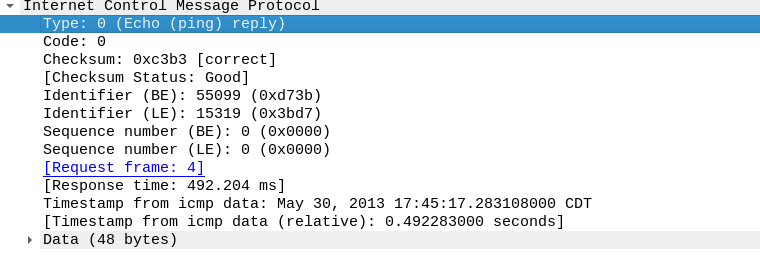 Internet Control Message Protocol
Type: 0 (Echo (ping) reply)
Code: 0
Checksum: 0xc3b3 [correct]
[Checksum Status: Good]
Identifier (BE): 55099 (0xd73b)
Identifier (LE): 15319 (0x3bd7)
Sequence number (BE): 0 (0x0000)
Sequence number (LE): 0 (0x0000)
[Request frame: 4]
[Response time: 492.204 ms]
Timestamp from icmp data: May 30, 2013 17:45:17.283108000 CDT
[Timestamp from icmp data (relative): 0.492283000 seconds]
Data (48 bytes)